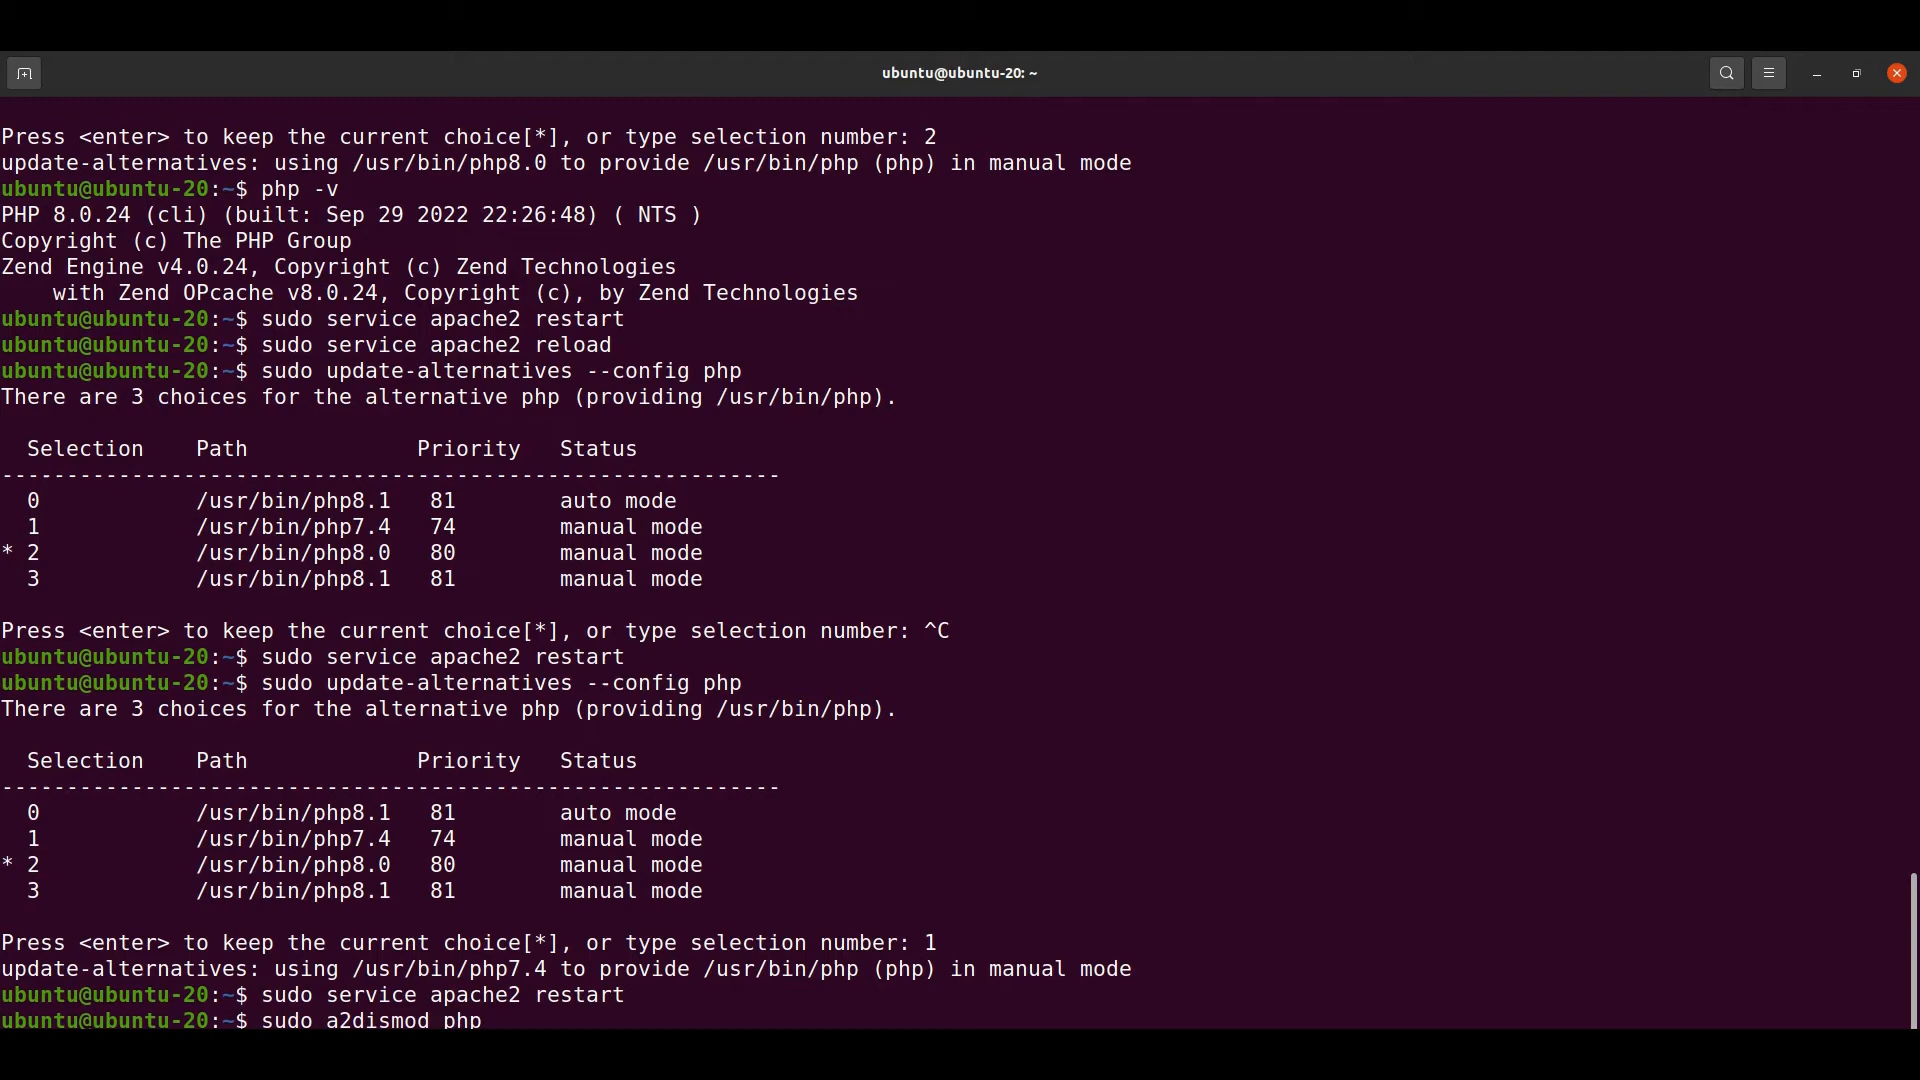 ubuntu@ubuntu-20: ~
Press <enter> to keep the current choice[*], or type selection number: 2
update-alternatives: using /usr/bin/php8.0 to provide /usr/bin/php (php) in manual mode
ubuntu@ubuntu-20:~$ php -v
PHP 8.0.24 (cli) (built: Sep 29 2022 22:26:48) ( NTS )
Copyright (c) The PHP Group
Zend Engine v4.0.24, Copyright (c) Zend Technologies
    with Zend OPcache v8.0.24, Copyright (c), by Zend Technologies
ubuntu@ubuntu-20:~$ sudo service apache2 restart
ubuntu@ubuntu-20:~$ sudo service apache2 reload
ubuntu@ubuntu-20:~$ sudo update-alternatives --config php
There are 3 choices for the alternative php (providing /usr/bin/php).
  Selection    Path             Priority   Status
------------------------------------------------------------
  0            /usr/bin/php8.1   81        auto mode
  1            /usr/bin/php7.4   74        manual mode
* 2            /usr/bin/php8.0   80        manual mode
  3            /usr/bin/php8.1   81        manual mode
Press <enter> to keep the current choice[*], or type selection number: ^C
ubuntu@ubuntu-20:~$ sudo service apache2 restart
ubuntu@ubuntu-20:~$ sudo update-alternatives --config php
There are 3 choices for the alternative php (providing /usr/bin/php).
  Selection    Path             Priority   Status
------------------------------------------------------------
  0            /usr/bin/php8.1   81        auto mode
  1            /usr/bin/php7.4   74        manual mode
* 2            /usr/bin/php8.0   80        manual mode
  3            /usr/bin/php8.1   81        manual mode
Press <enter> to keep the current choice[*], or type selection number: 1
update-alternatives: using /usr/bin/php7.4 to provide /usr/bin/php (php) in manual mode
ubuntu@ubuntu-20:~$ sudo service apache2 restart
ubuntu@ubuntu-20:~$ sudo a2dismod php